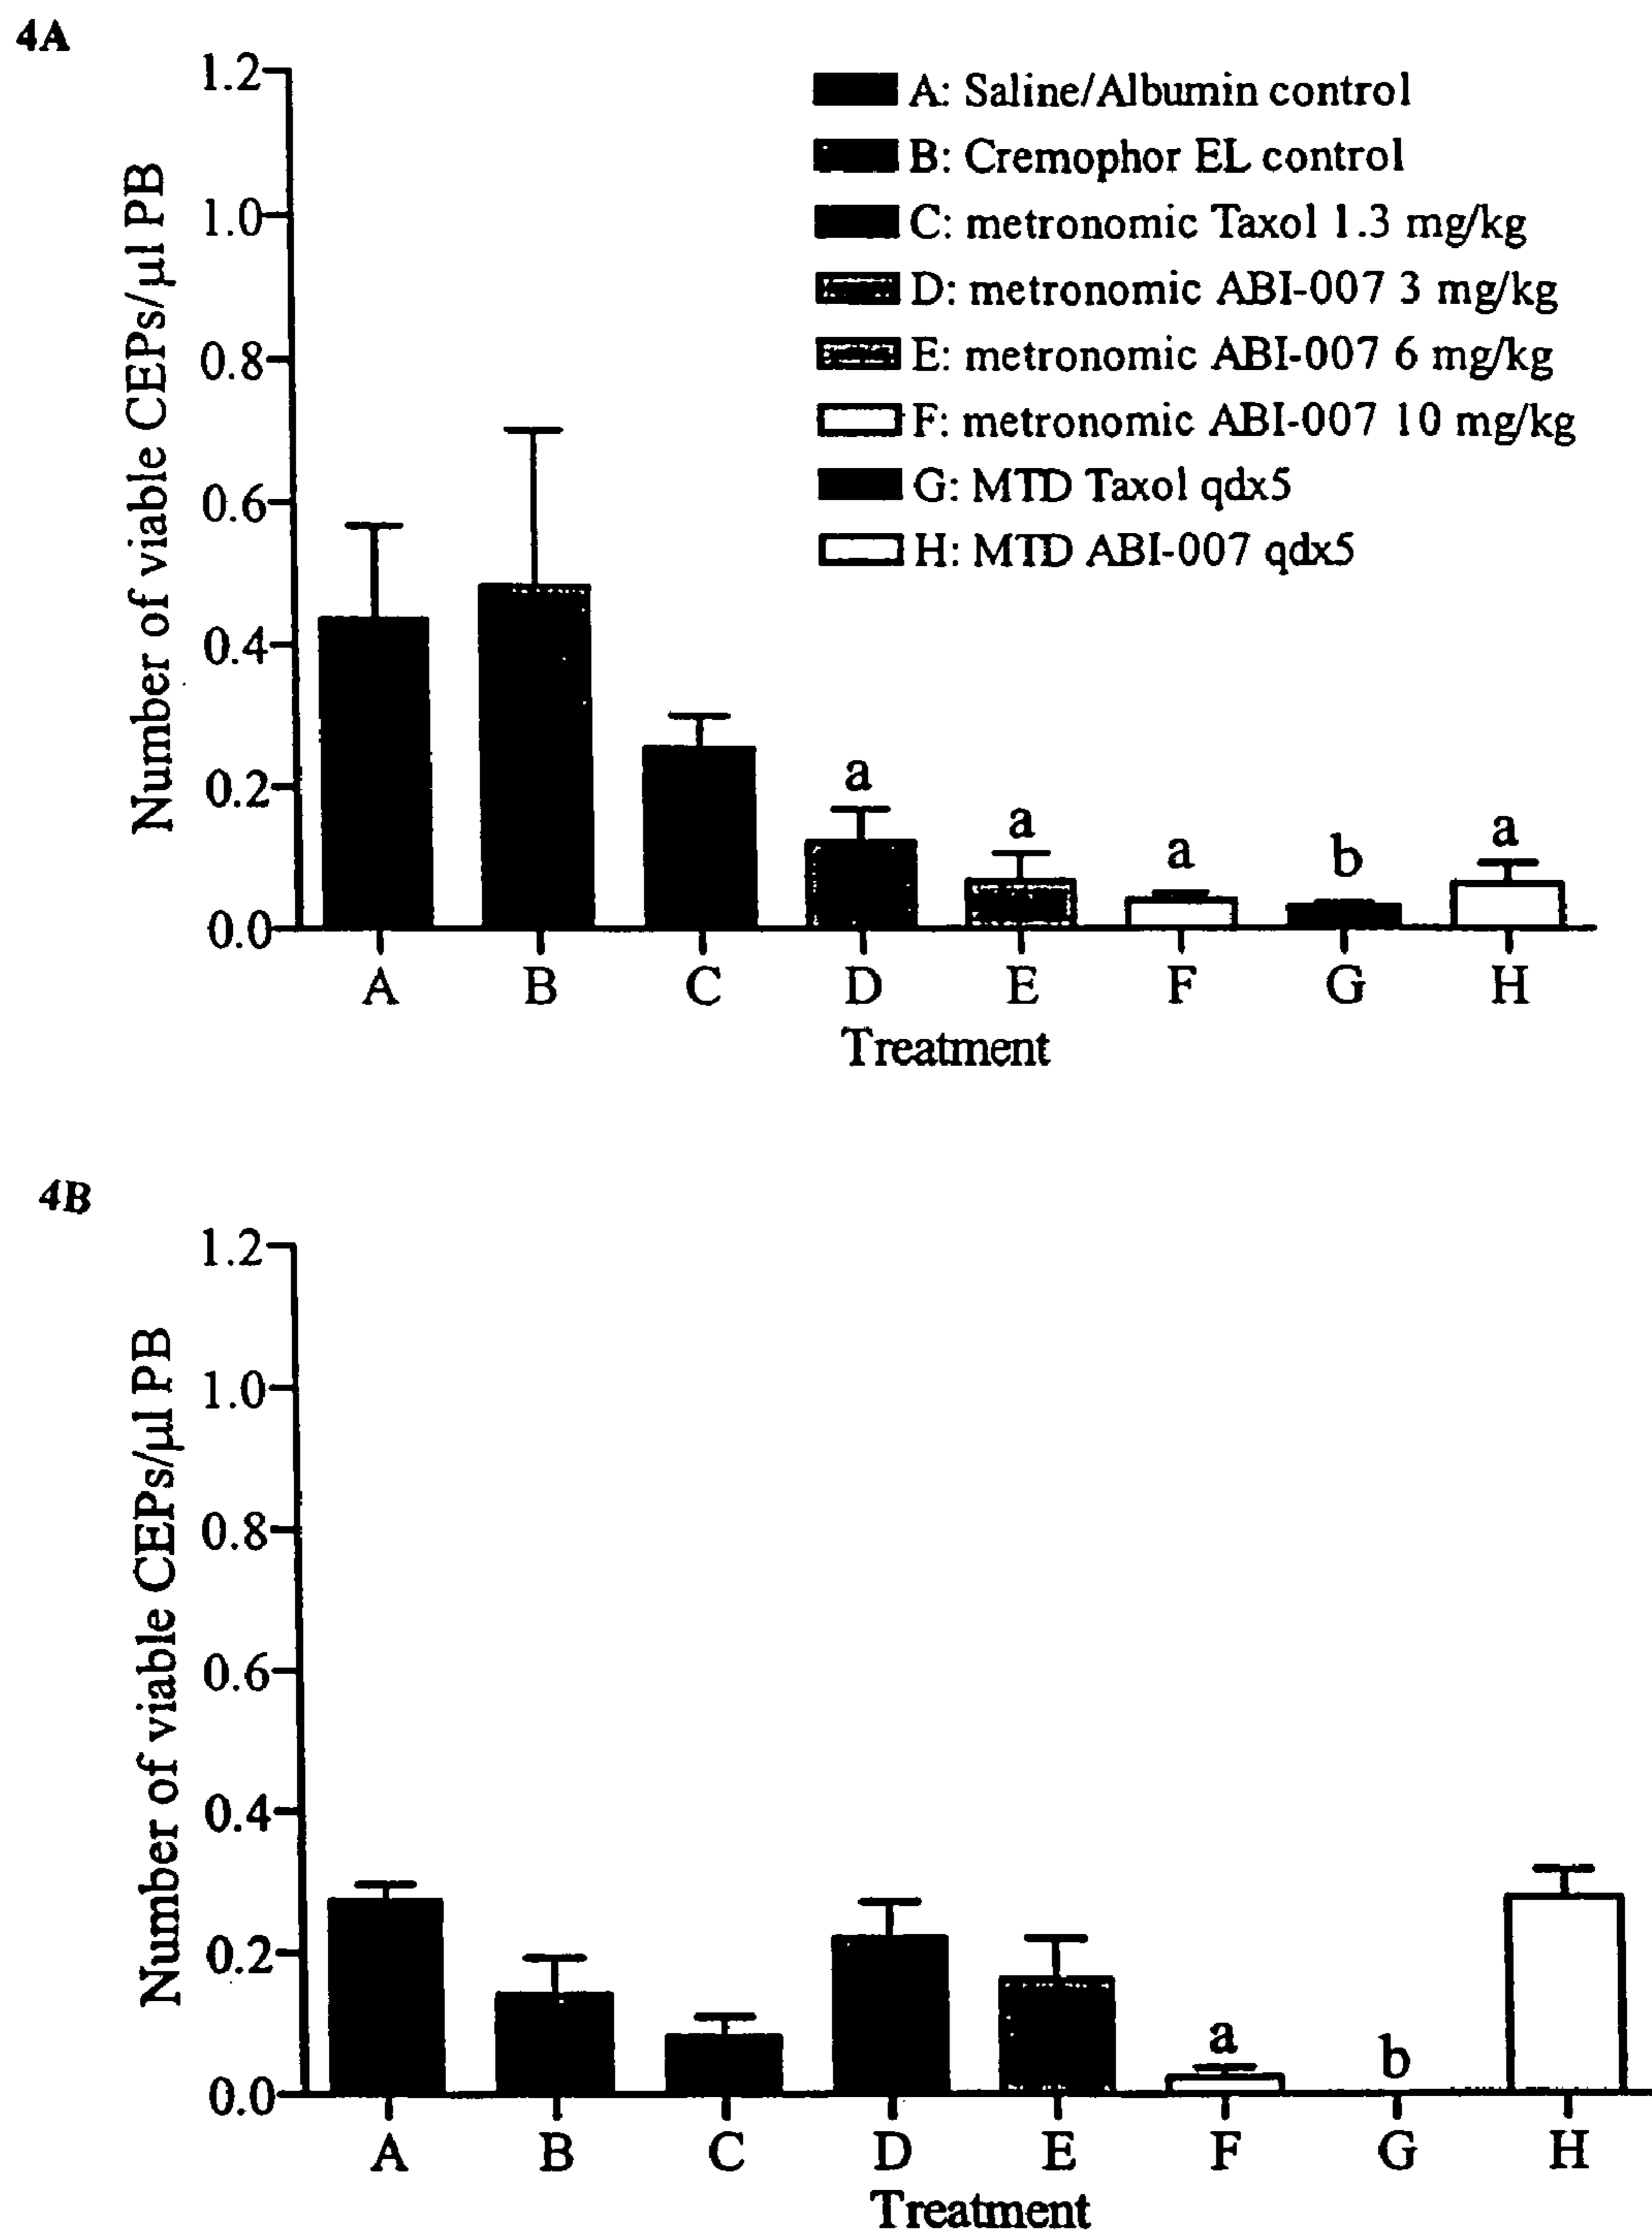 4A
Number of viable CEPs/µl PB
1.2
1.0
0.8
0.6
0.4
0.2
0.0
A: Saline/Albumin control
B: Cremophor EL control
C: metronomic Taxol 1.3 mg/kg
D: metronomic ABI-007 3 mg/kg
E: metronomic ABI-007 6 mg/kg
F: metronomic ABI-007 10 mg/kg
G: MTD Taxol qdx5
H: MTD ABI-007 qdx5
a a a b a
A B C D E F G H
Treatment
4B
Number of viable CEPs/µl PB
1.2
1.0
0.8
0.6
0.4
0.2
0.0
a b
A B C D E F G H
Treatment